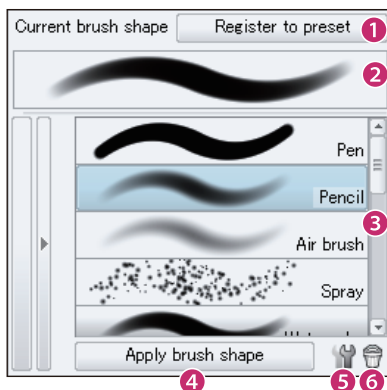 Current brush shape Register to preset 1
2
Pen
Pencil
3
Air brush
Spray
Apply brush shape
4 5 6